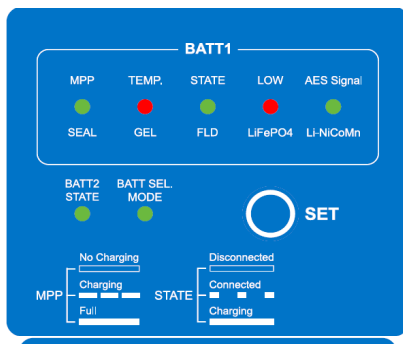 BATT1
MPP TEMP. STATE LOW AES Signal
SEAL GEL FLD LiFePO4 Li-NiCoMn
BATT2 STATE
BATT SEL. MODE
SET
MPP
No Charging
Charging
Full
STATE
Disconnected
Connected
Charging